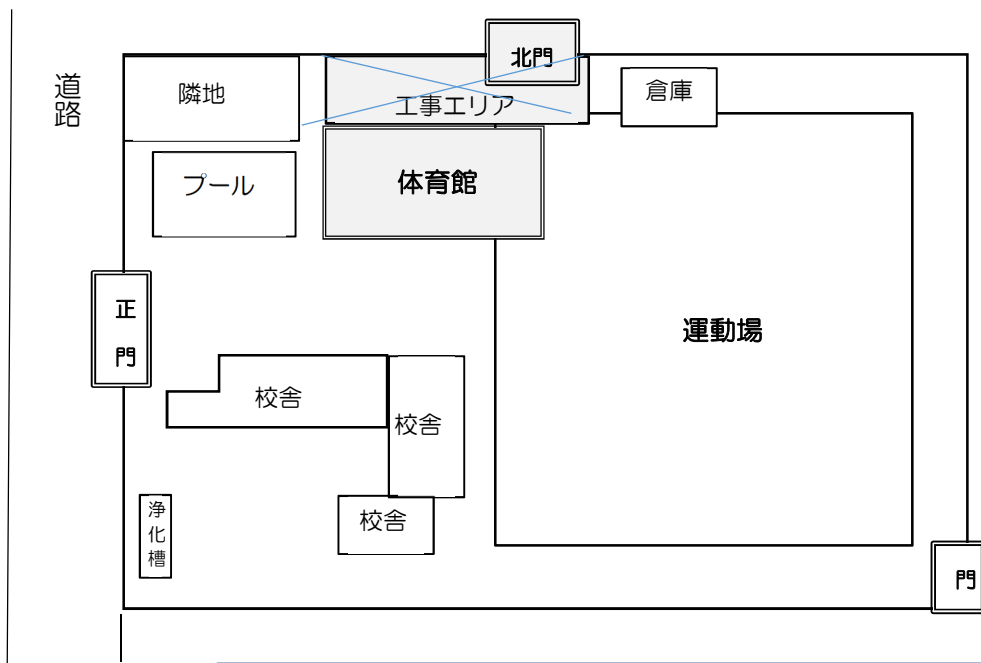 道路
隣地
北門
工事エリア
倉庫
プール
体育館
正門
運動場
校舎
校舎
校舎
浄化槽
門